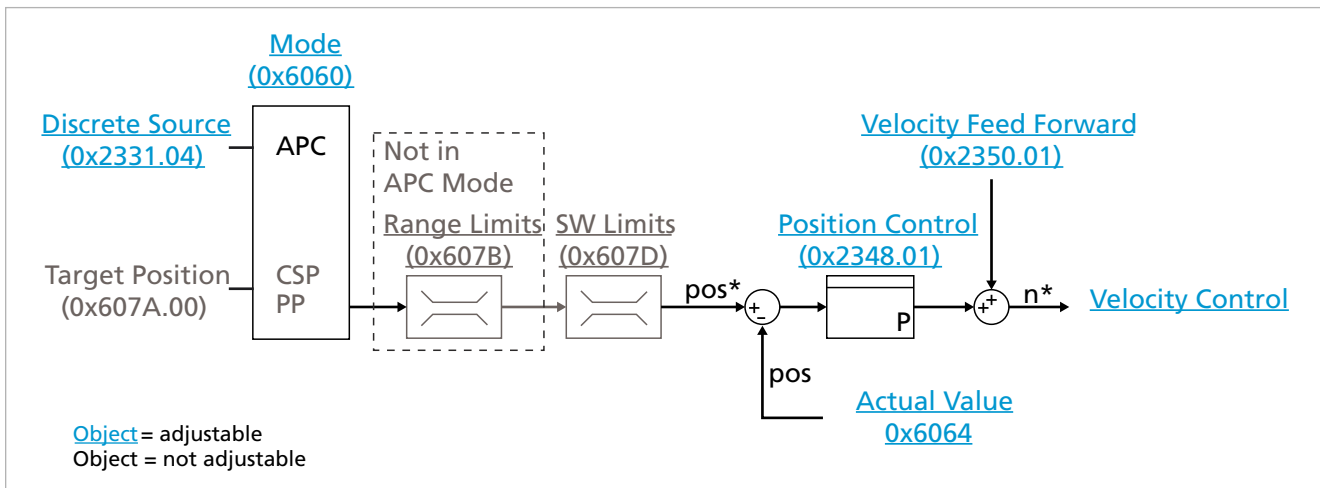 Mode
(0x6060)
Discrete Source
(0x2331.04)
APC
Not in
APC Mode
Velocity Feed Forward
(0x2350.01)
Range Limits
(0x607B)
SW Limits
(0x607D)
Position Control
(0x2348.01)
Target Position
(0x607A.00)
CSP
PP
pos*
+
-
P
+
+
n*
Velocity Control
pos
Actual Value
0x6064
Object = adjustable
Object = not adjustable